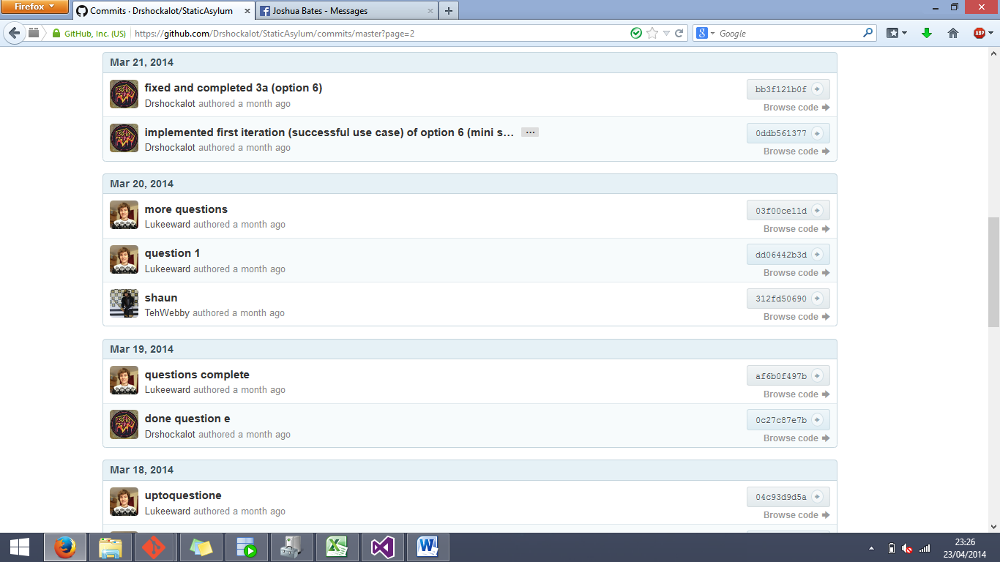 Firefox
Commits · Drshockalot/StaticAsylum
Joshua Bates - Messages
GitHub, Inc. (US)
https://github.com/Drshockalot/StaticAsylum/commits/master?page=2
Google
ABP
Mar 21, 2014
fixed and completed 3a (option 6)
bb3f121b0f
Drshockalot authored a month ago
Browse code
implemented first iteration (successful use case) of option 6 (mini s…
0ddb561377
Drshockalot authored a month ago
Browse code
Mar 20, 2014
more questions
03f00ce11d
Lukeeward authored a month ago
Browse code
question 1
dd06442b3d
Lukeeward authored a month ago
Browse code
shaun
312fd50690
TehWebby authored a month ago
Browse code
Mar 19, 2014
questions complete
af6b0f497b
Lukeeward authored a month ago
Browse code
done question e
0c27c87e7b
Drshockalot authored a month ago
Browse code
Mar 18, 2014
uptoquestione
04c93d9d5a
Lukeeward authored a month ago
Browse code
23:26
23/04/2014